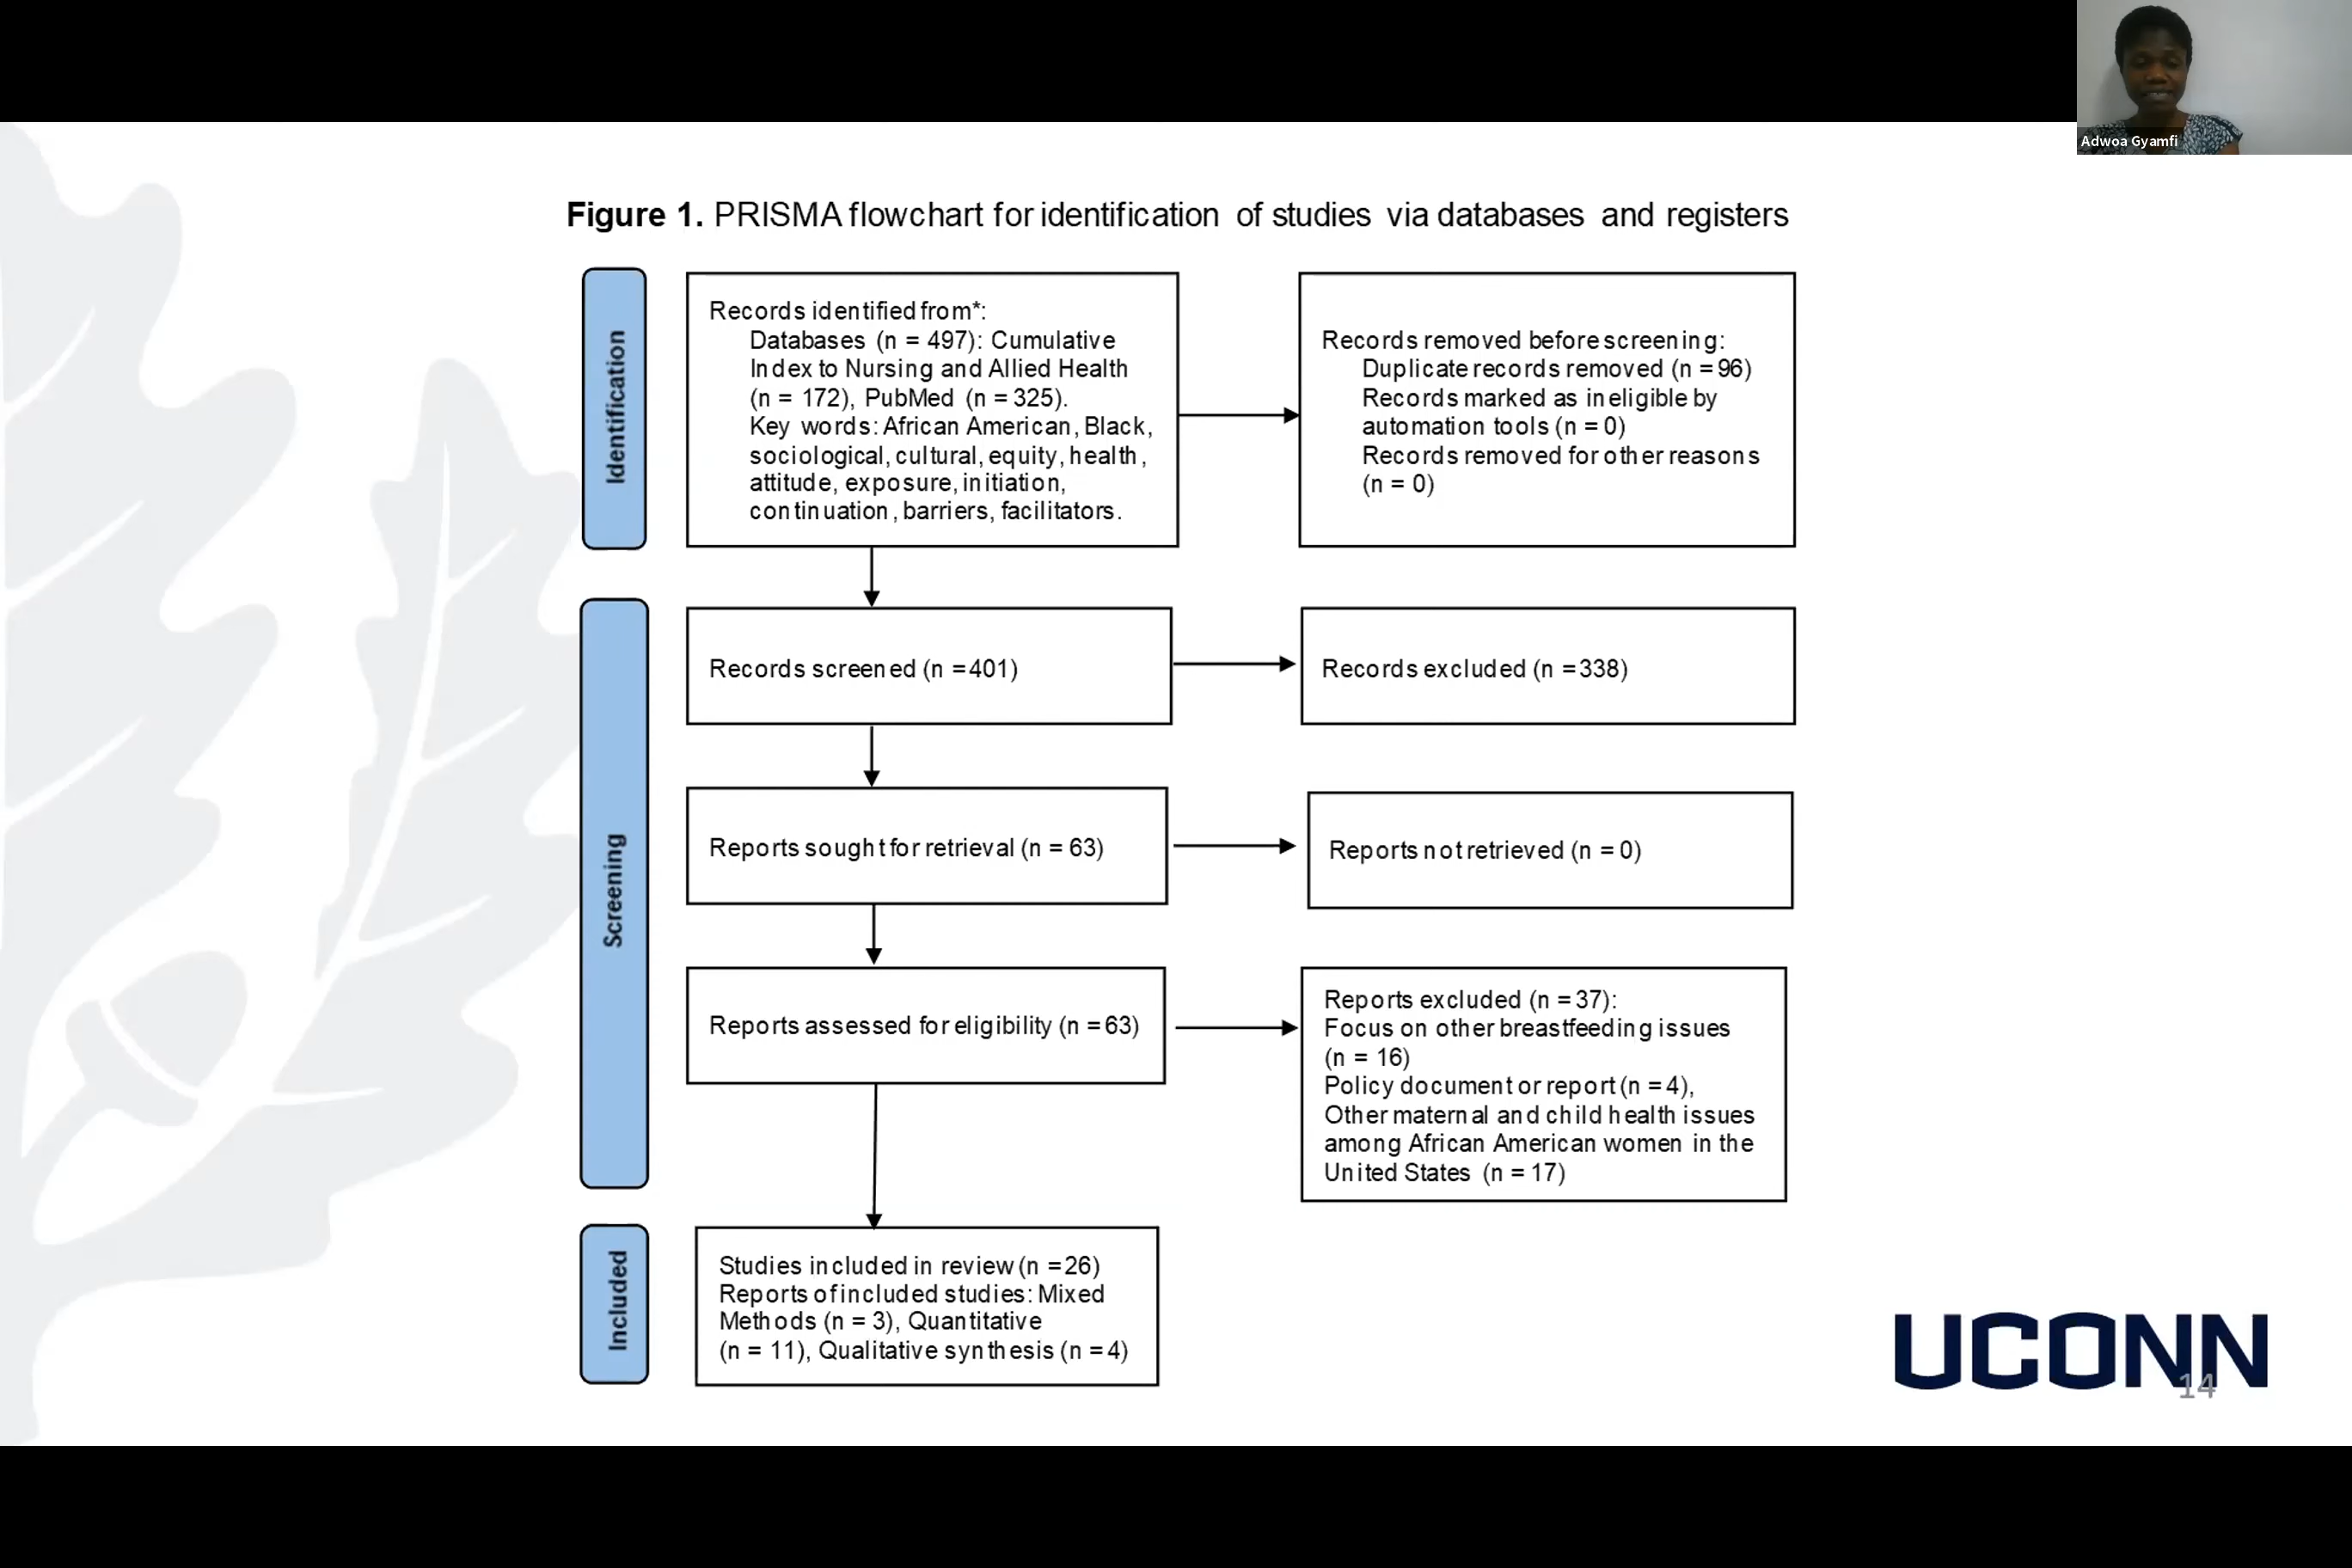 Adwoa Gyamfi
Figure 1. PRISMA flowchart for identification of studies via databases and registers
Identification
Records identified from*:
Databases (n = 497): Cumulative
Index to Nursing and Allied Health
(n = 172), PubMed (n = 325).
Key words: African American, Black,
sociological, cultural, equity, health,
attitude, exposure, initiation,
continuation, barriers, facilitators.
Records removed before screening:
Duplicate records removed (n = 96)
Records marked as ineligible by
automation tools (n = 0)
Records removed for other reasons
(n = 0)
Screening
Records screened (n = 401)
Records excluded (n = 338)
Reports sought for retrieval (n = 63)
Reports not retrieved (n = 0)
Reports assessed for eligibility (n = 63)
Reports excluded (n = 37):
Focus on other breastfeeding issues
(n = 16)
Policy document or report (n = 4),
Other maternal and child health issues
among African American women in the
United States (n = 17)
Included
Studies included in review (n = 26)
Reports of included studies: Mixed
Methods (n = 3), Quantitative
(n = 11), Qualitative synthesis (n = 4)
UCONN
14